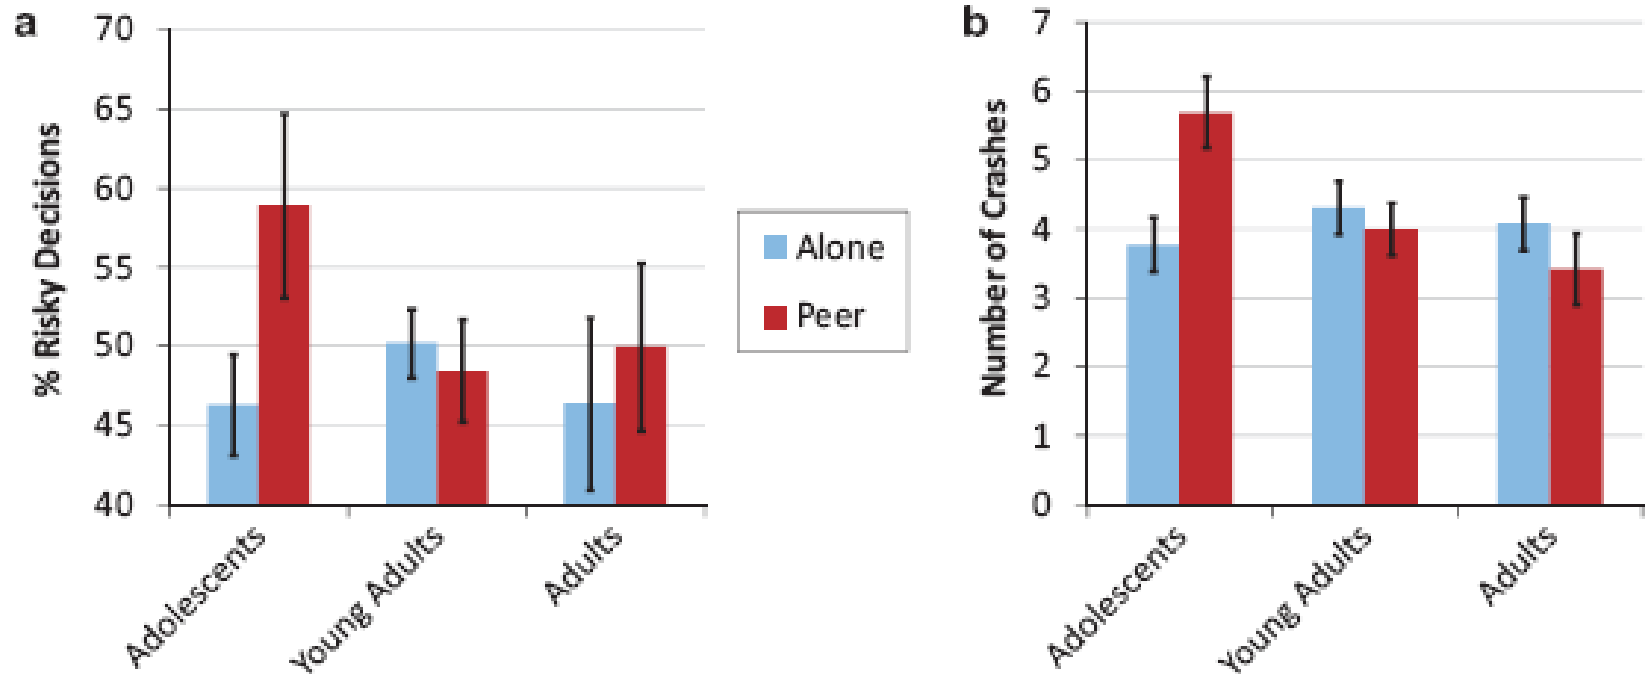 a
% Risky Decisions
70
65
60
55
50
45
40
Adolescents
Young Adults
Adults
Alone
Peer
b
Number of Crashes
7
6
5
4
3
2
1
0
Adolescents
Young Adults
Adults